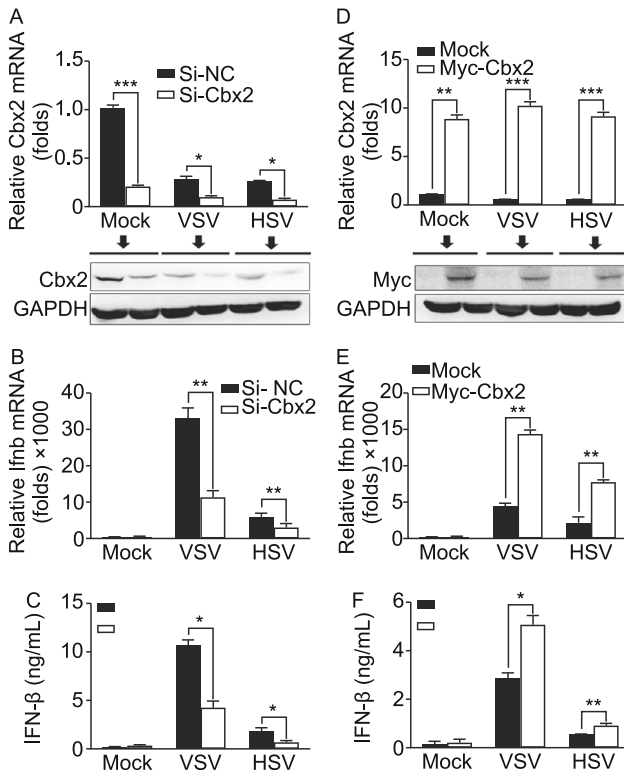 A
Relative Cbx2 mRNA
(folds)
1.5
1.0
0.5
0
Si-NC
Si-Cbx2
***
*
*
Mock VSV HSV
Cbx2
GAPDH
B
Relative Ifnb mRNA
(folds) ×1000
40
30
20
10
0
Si- NC
Si-Cbx2
**
**
Mock VSV HSV
C
IFN-β (ng/mL)
15
10
5
0
*
*
Mock VSV HSV
D
Relative Cbx2 mRNA
(folds)
15
10
5
0
Mock
Myc-Cbx2
**
***
***
Mock VSV HSV
Myc
GAPDH
E
Relative Ifnb mRNA
(folds) ×1000
20
15
10
5
0
Mock
Myc-Cbx2
**
**
Mock VSV HSV
F
IFN-β (ng/mL)
6
4
2
0
*
**
Mock VSV HSV